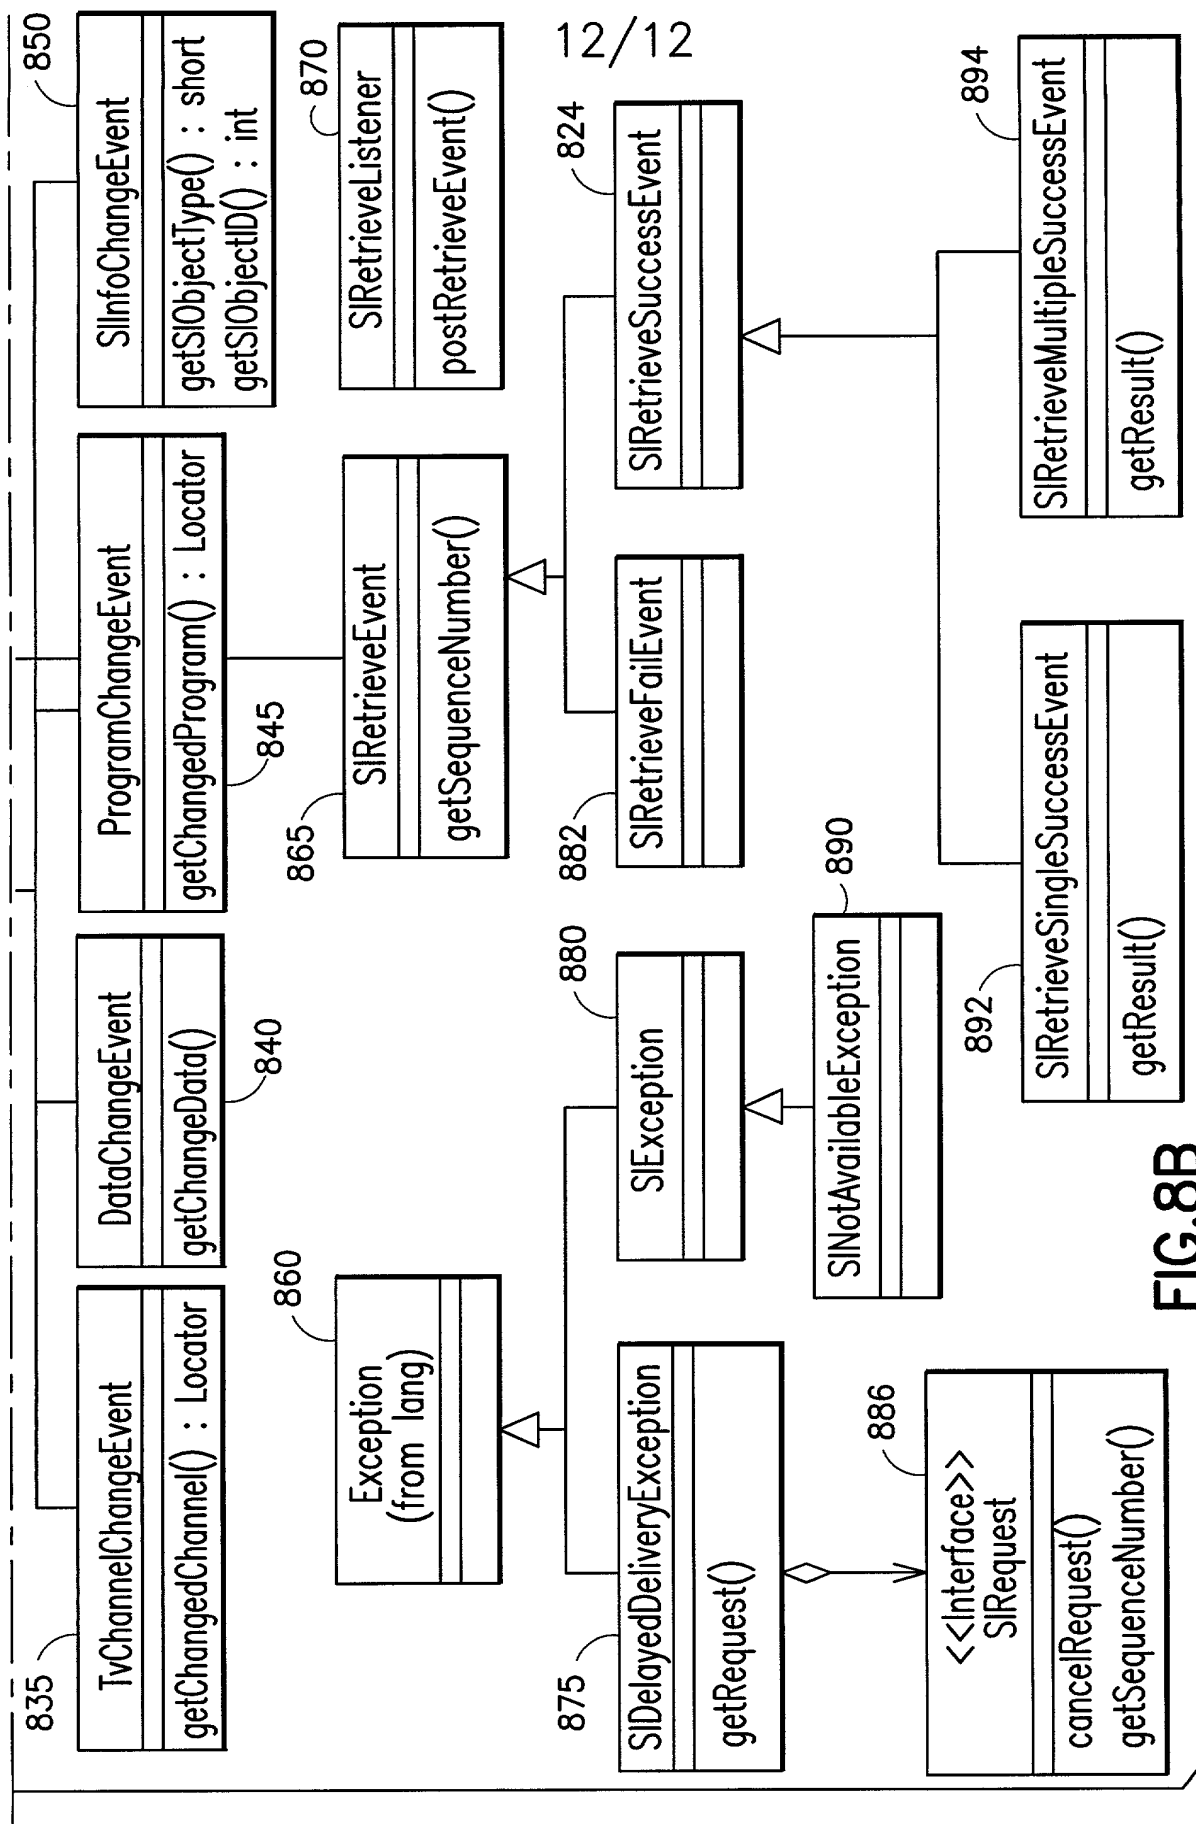 835
TvChannelChangeEvent
getChangedChannel() : Locator
DataChangeEvent
getChangeData()
840
ProgramChangeEvent
getChangedProgram() : Locator
845
850
SIInfoChangeEvent
getSIObjectType() : short
getSIObjectID() : int
860
Exception
(from lang)
865
SIRetrieveEvent
getSequenceNumber()
870
SIRetrieveListener
postRetrieveEvent()
12/12
875
SIDelayedDeliveryException
getRequest()
880
SIException
882
SIRetrieveFailEvent
824
SIRetrieveSuccessEvent
890
SINotAvailableException
886
<<Interface>>
SIRequest
cancelRequest()
getSequenceNumber()
892
SIRetrieveSingleSuccessEvent
getResult()
894
SIRetrieveMultipleSuccessEvent
getResult()
FIG.8B